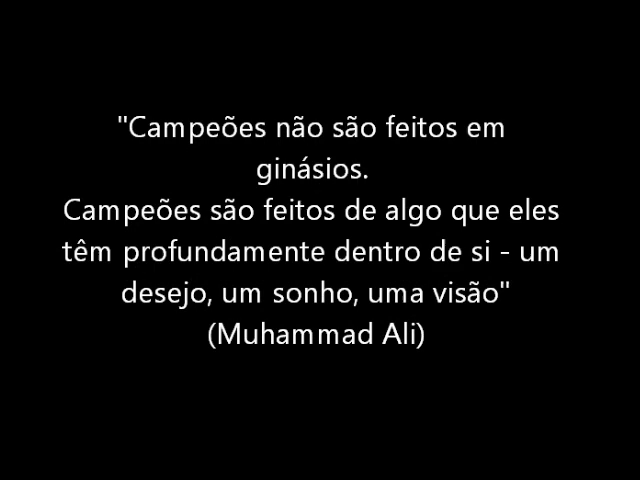 "Campeões não são feitos em
ginásios.
Campeões são feitos de algo que eles
têm profundamente dentro de si - um
desejo, um sonho, uma visão"
(Muhammad Ali)